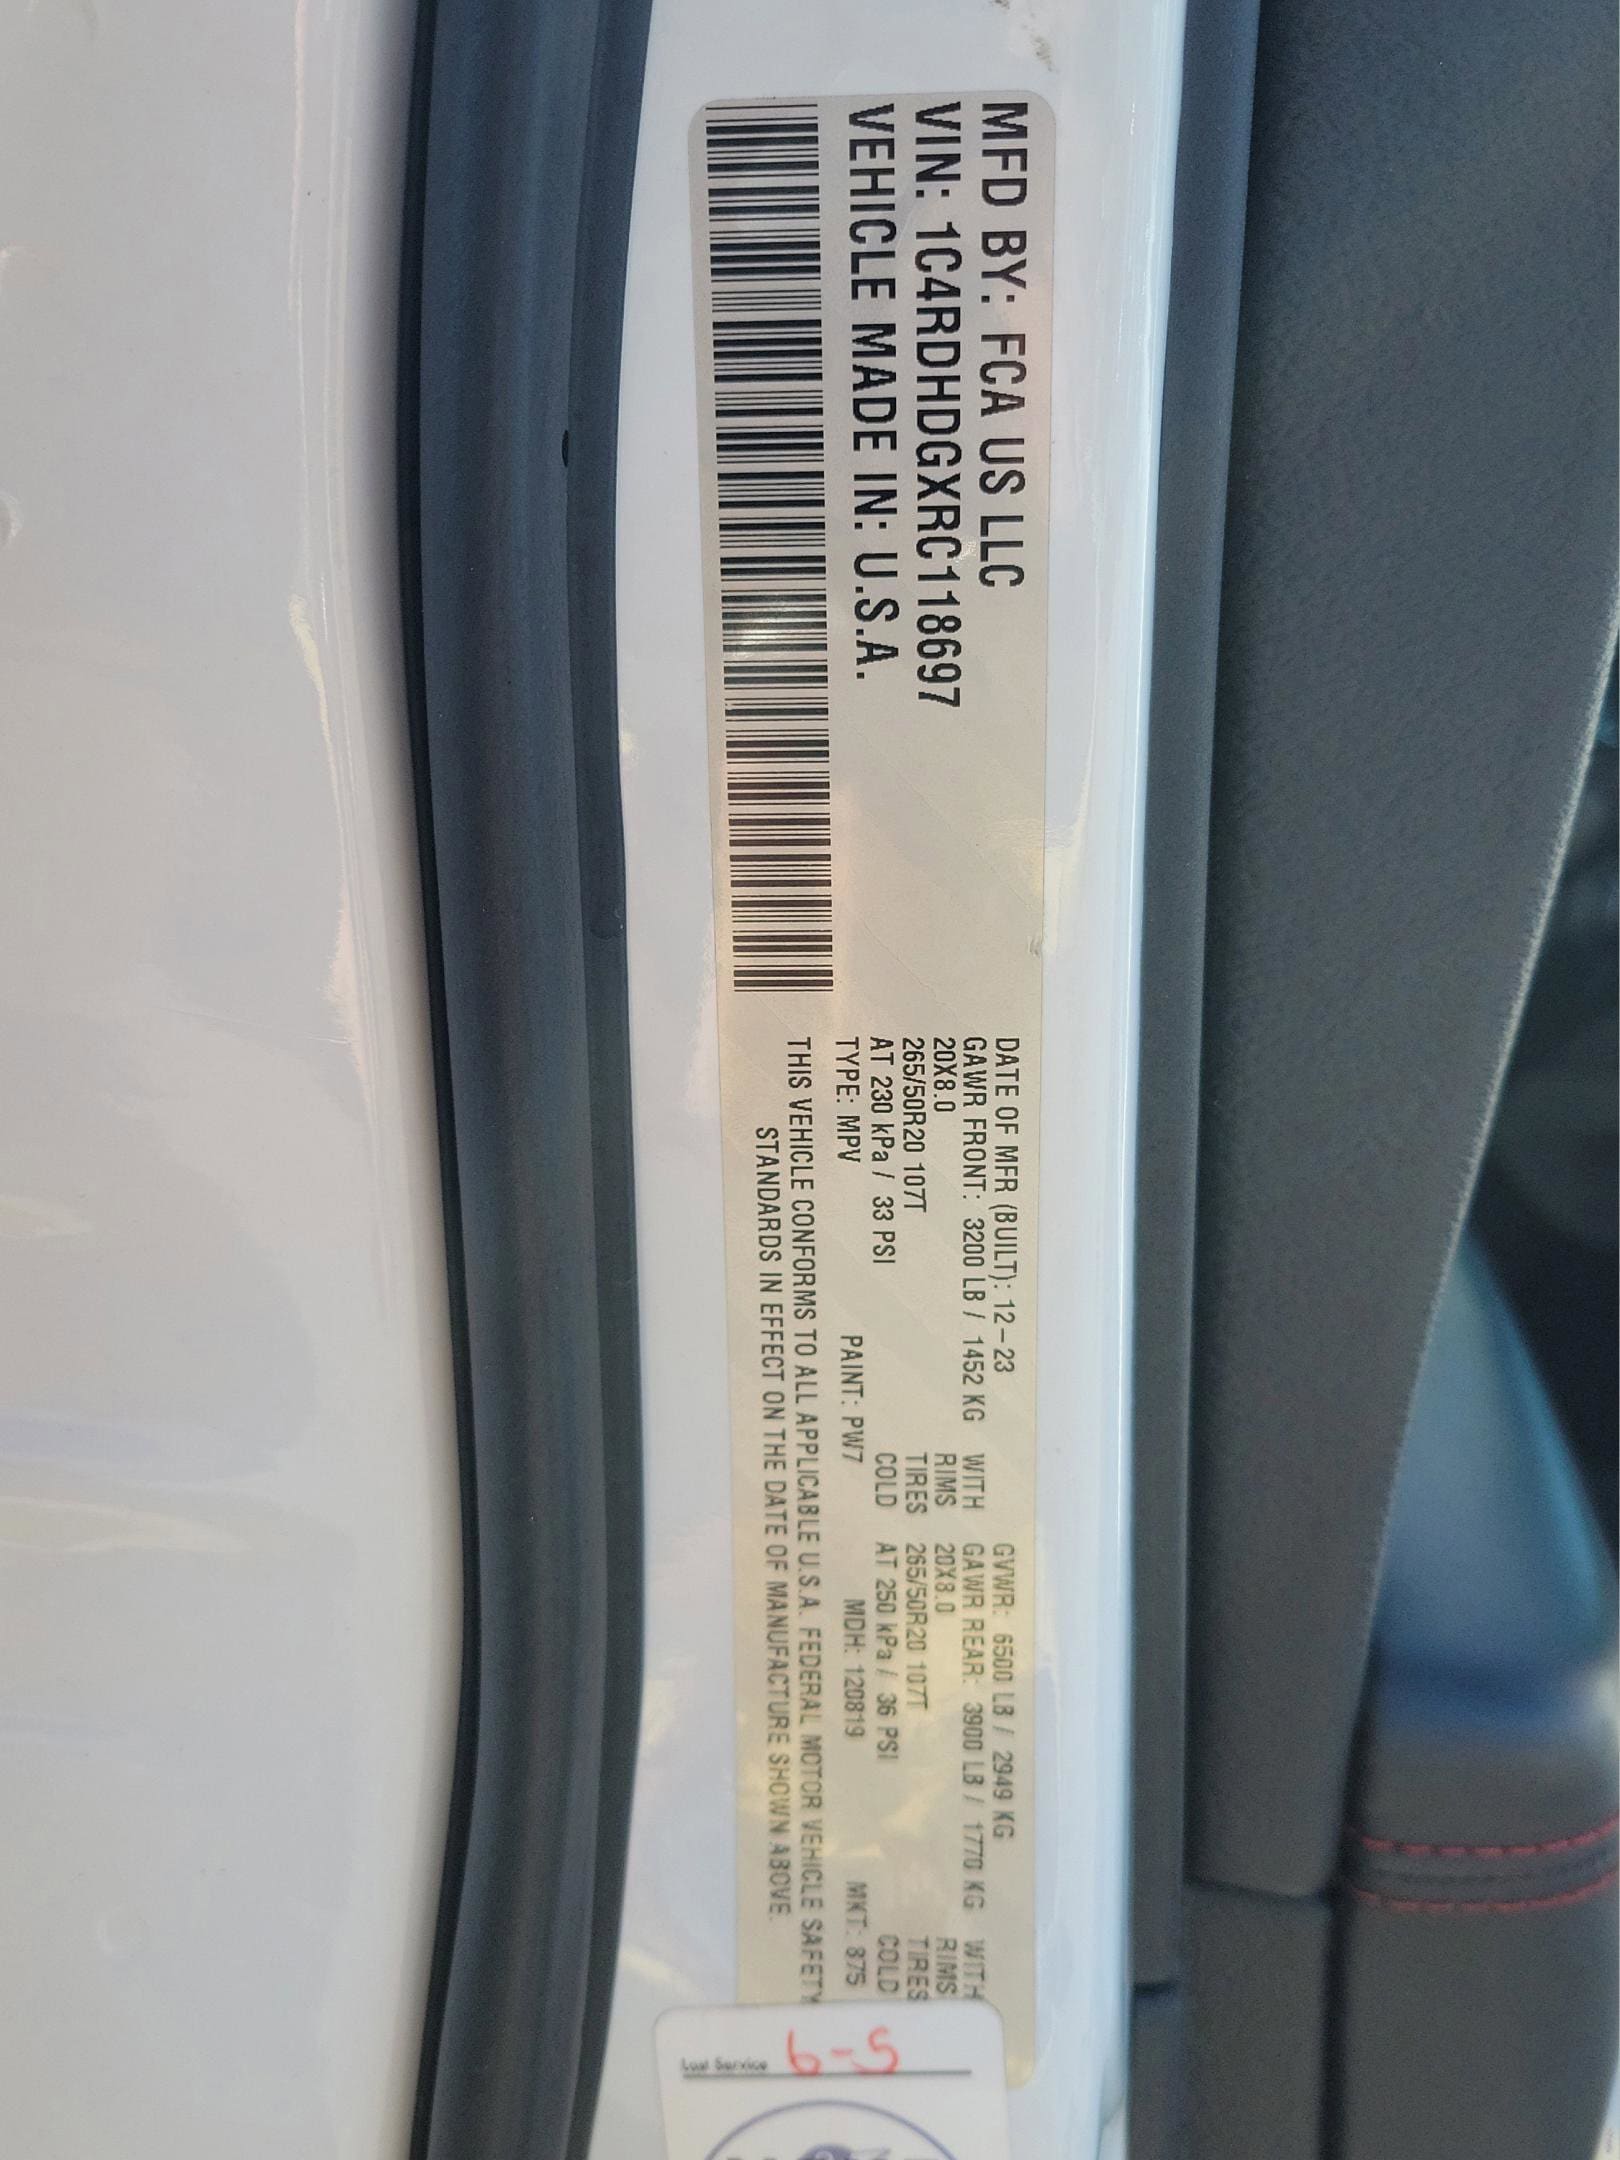 MFD BY: FCA US LLC
VIN: 1C4RDHDGXRC118697
VEHICLE MADE IN: U.S.A.
DATE OF MFR (BUILT): 12-23 GVWR: 6500 LB / 2949 KG
GAWR FRONT: 3200 LB / 1452 KG WITH GAWR REAR: 3900 LB / 1770 KG WITH
20X8.0 RIMS 20X8.0 RIMS
265/50R20 107T TIRES 265/50R20 107T TIRES
AT 230 kPa / 33 PSI COLD AT 250 kPa / 36 PSI COLD
TYPE: MPV PAINT: PW7 MDH: 120819 MKT: 875
THIS VEHICLE CONFORMS TO ALL APPLICABLE U.S.A. FEDERAL MOTOR VEHICLE SAFETY
STANDARDS IN EFFECT ON THE DATE OF MANUFACTURE SHOWN ABOVE.
Last Service 6-5